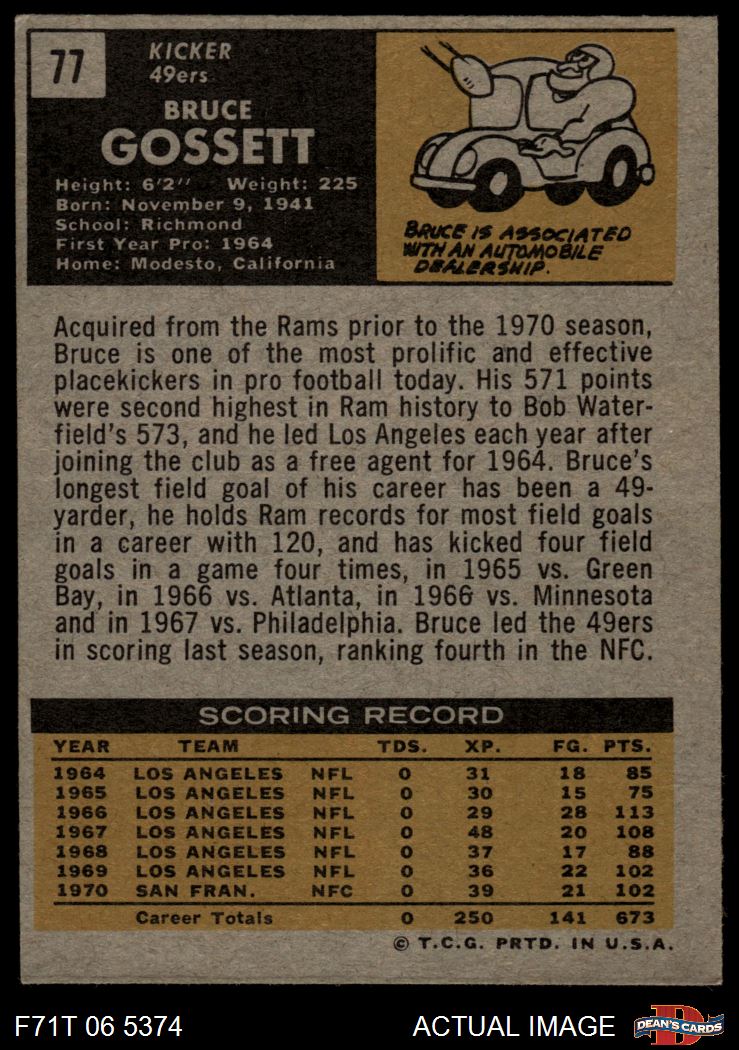 77
KICKER
49ers
BRUCE
GOSSETT
Height: 6'2'' Weight: 225
Born: November 9, 1941
School: Richmond
First Year Pro: 1964
Home: Modesto, California
BRUCE IS ASSOCIATED
WITH AN AUTOMOBILE
DEALERSHIP.
Acquired from the Rams prior to the 1970 season,
Bruce is one of the most prolific and effective
placekickers in pro football today. His 571 points
were second highest in Ram history to Bob Water-
field's 573, and he led Los Angeles each year after
joining the club as a free agent for 1964. Bruce's
longest field goal of his career has been a 49-
yarder, he holds Ram records for most field goals
in a career with 120, and has kicked four field
goals in a game four times, in 1965 vs. Green
Bay, in 1966 vs. Atlanta, in 1966 vs. Minnesota
and in 1967 vs. Philadelphia. Bruce led the 49ers
in scoring last season, ranking fourth in the NFC.
SCORING RECORD
YEAR TEAM TDS. XP. FG. PTS.
1964 LOS ANGELES NFL 0 31 18 85
1965 LOS ANGELES NFL 0 30 15 75
1966 LOS ANGELES NFL 0 29 28 113
1967 LOS ANGELES NFL 0 48 20 108
1968 LOS ANGELES NFL 0 37 17 88
1969 LOS ANGELES NFL 0 36 22 102
1970 SAN FRAN. NFC 0 39 21 102
Career Totals 0 250 141 673
© T.C.G. PRTD. IN U.S.A.
F71T 06 5374
ACTUAL IMAGE
D
DEAN'S CARDS